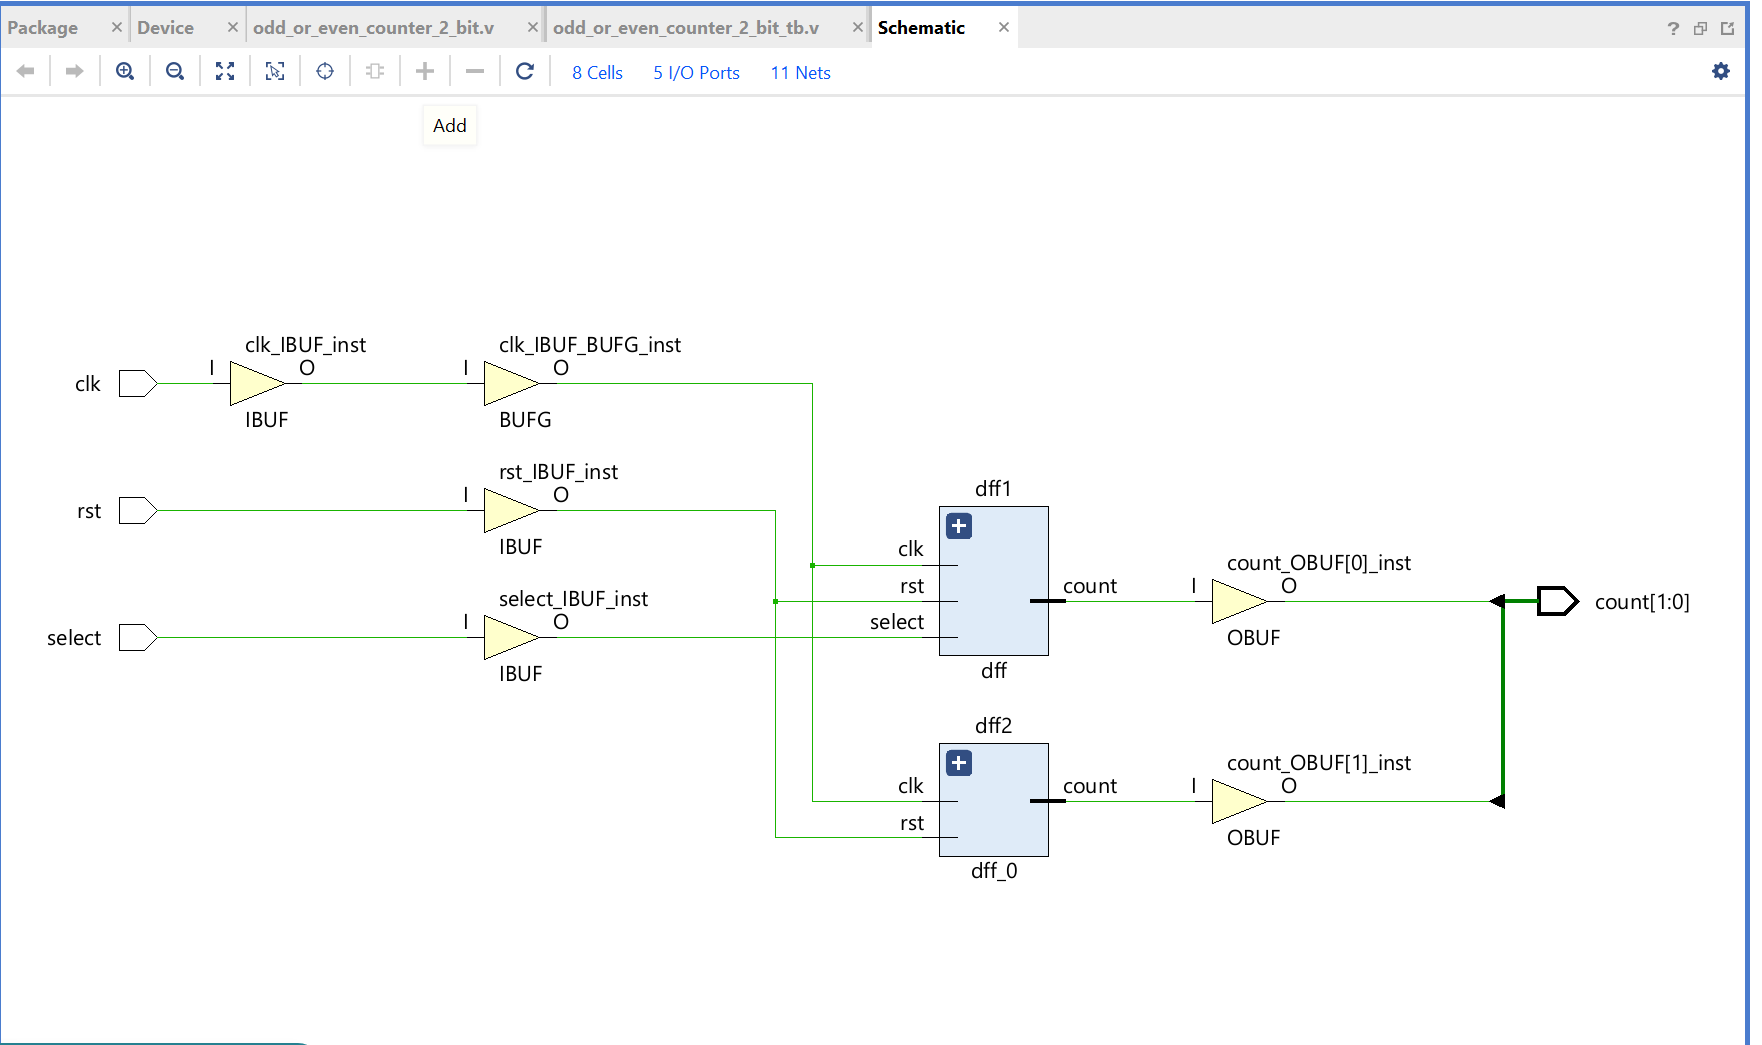 Package Device odd_or_even_counter_2_bit.v odd_or_even_counter_2_bit_tb.v Schematic
8 Cells 5 I/O Ports 11 Nets
Add
clk_IBUF_inst clk_IBUF_BUFG_inst
I O I O
clk
IBUF BUFG
rst_IBUF_inst
I O
rst
IBUF
select_IBUF_inst
I O
select
IBUF
dff1
clk
rst
select
count
dff
count_OBUF[0]_inst
I O
OBUF
count[1:0]
dff2
clk
rst
count
dff_0
count_OBUF[1]_inst
I O
OBUF